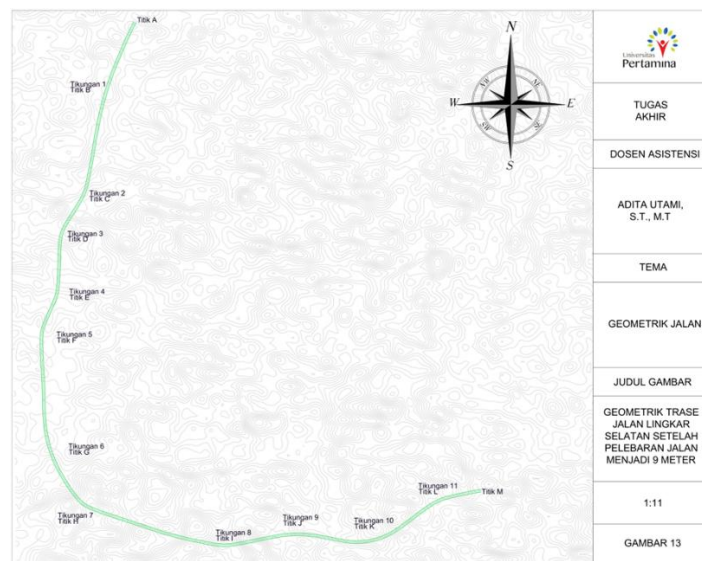 Titik A
Tikungan 1
Titik B
Tikungan 2
Titik C
Tikungan 3
Titik D
Tikungan 4
Titik E
Tikungan 5
Titik F
Tikungan 6
Titik G
Tikungan 7
Titik H
Tikungan 8
Titik I
Tikungan 9
Titik J
Tikungan 10
Titik K
Tikungan 11
Titik L
Titik M
N
NE
E
SE
S
SW
W
Universitas
Pertamina
TUGAS
AKHIR
DOSEN ASISTENSI
ADITA UTAMI,
S.T., M.T
TEMA
GEOMETRIK JALAN
JUDUL GAMBAR
GEOMETRIK TRASE
JALAN LINGKAR
SELATAN SETELAH
PELEBARAN JALAN
MENJADI 9 METER
1:11
GAMBAR 13